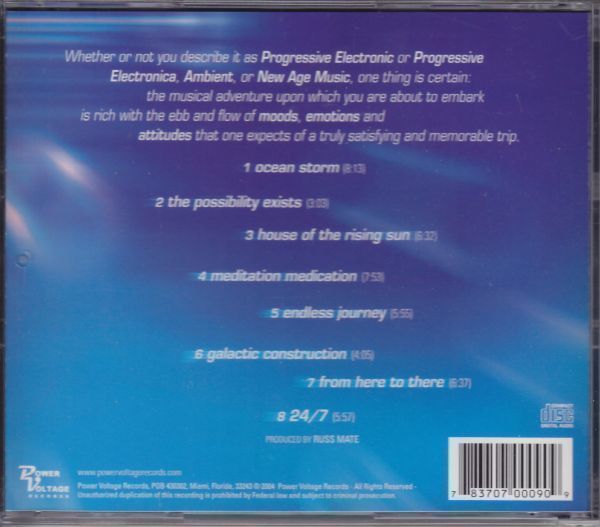 Whether or not you describe it as Progressive Electronic or Progressive
Electronica, Ambient, or New Age Music, one thing is certain:
the musical adventure upon which you are about to embark
is rich with the ebb and flow of moods, emotions and
attitudes that one expects of a truly satisfying and memorable trip.
1 ocean storm (8:13)
2 the possibility exists (3:03)
3 house of the rising sun (6:32)
4 meditation medication (7:53)
5 endless journey (5:55)
6 galactic construction (4:05)
7 from here to there (6:37)
8 24/7 (5:57)
PRODUCED BY RUSS MATE
COMPACT
disc
DIGITAL AUDIO
POWER
VOLTAGE
RECORDS
www.powervoltagerecords.com
Power Voltage Records, POB 430362, Miami, Florida, 33243 © 2004 Power Voltage Records - All Rights Reserved -
Unauthorized duplication of this recording is prohibited by Federal law and subject to criminal prosecution.
7 83707 00090 9